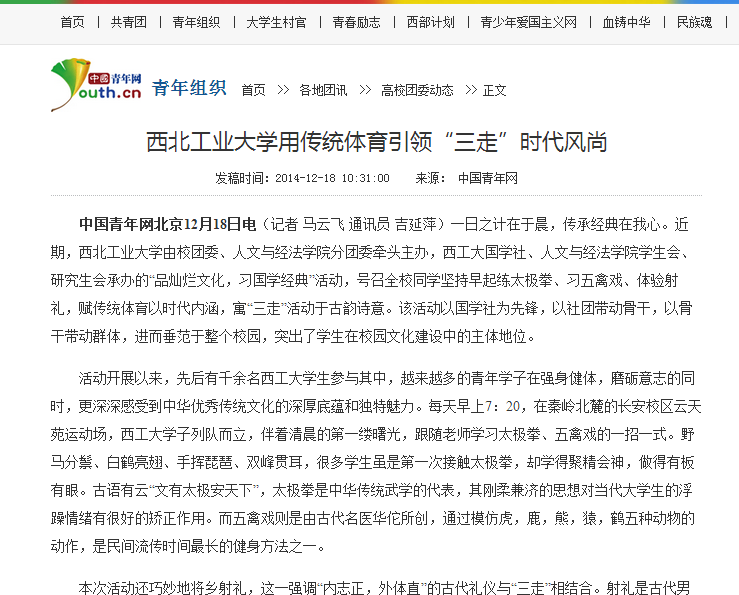 首页 | 共青团 | 青年组织 | 大学生村官 | 青春励志 | 西部计划 | 青少年爱国主义网 | 血铸中华 | 民族魂 |
中国青年网
Youth.cn
青年组织 首页 >> 各地团讯 >> 高校团委动态 >> 正文
西北工业大学用传统体育引领“三走”时代风尚
发稿时间：2014-12-18 10:31:00 来源： 中国青年网
中国青年网北京12月18日电（记者 马云飞 通讯员 吉延萍）一日之计在于晨，传承经典在我心。近
期，西北工业大学由校团委、人文与经法学院分团委牵头主办，西工大国学社、人文与经法学院学生会、
研究生会承办的“品灿烂文化，习国学经典”活动，号召全校同学坚持早起练太极拳、习五禽戏、体验射
礼，赋传统体育以时代内涵，寓“三走”活动于古韵诗意。该活动以国学社为先锋，以社团带动骨干，以骨
干带动群体，进而垂范于整个校园，突出了学生在校园文化建设中的主体地位。
活动开展以来，先后有千余名西工大学生参与其中，越来越多的青年学子在强身健体，磨砺意志的同
时，更深深感受到中华优秀传统文化的深厚底蕴和独特魅力。每天早上7：20，在秦岭北麓的长安校区云天
苑运动场，西工大学子列队而立，伴着清晨的第一缕曙光，跟随老师学习太极拳、五禽戏的一招一式。野
马分鬃、白鹤亮翅、手挥琵琶、双峰贯耳，很多学生虽是第一次接触太极拳，却学得聚精会神，做得有板
有眼。古语有云“文有太极安天下”，太极拳是中华传统武学的代表，其刚柔兼济的思想对当代大学生的浮
躁情绪有很好的矫正作用。而五禽戏则是由古代名医华佗所创，通过模仿虎，鹿，熊，猿，鹤五种动物的
动作，是民间流传时间最长的健身方法之一。
本次活动还巧妙地将乡射礼，这一强调“内志正，外体直”的古代礼仪与“三走”相结合。射礼是古代男